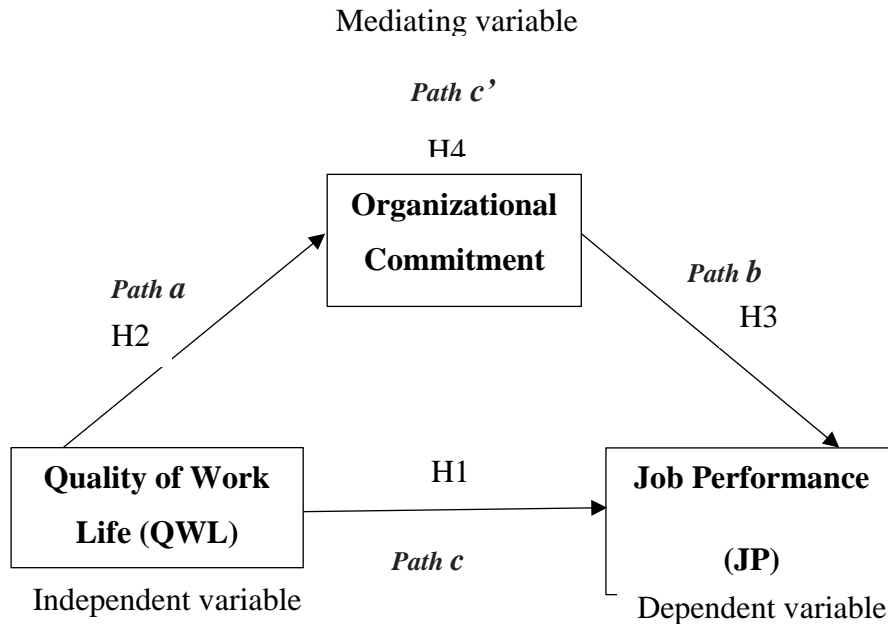 Mediating variable
Path c’
H4
Organizational
Commitment
Path a
H2
Path b
H3
Quality of Work
Life (QWL)
H1
Path c
Job Performance
(JP)
Independent variable
Dependent variable